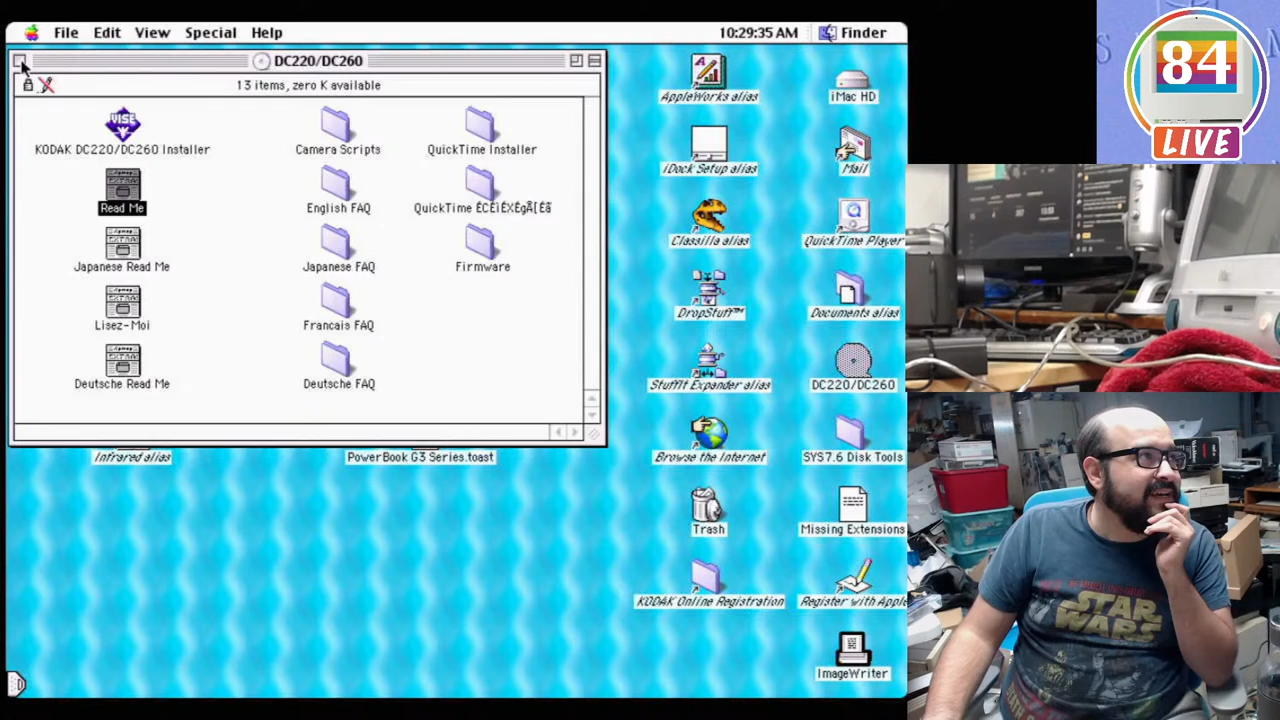 File Edit View Special Help
10:29:35 AM Finder
DC220/DC260
13 items, zero K available
KODAK DC220/DC260 Installer
Camera Scripts
QuickTime Installer
Read Me
English FAQ
Japanese Read Me
Japanese FAQ
Firmware
Lisez-Moi
Francais FAQ
Deutsche Read Me
Deutsche FAQ
Infrared alias
PowerBook G3 Series.toast
AppleWorks alias
iMac HD
iDock Setup alias
Mail
Classilla alias
QuickTime Player
DropStuff™
Documents alias
StuffIt Expander alias
DC220/DC260
Browse the Internet
SYS7.6 Disk Tools
Trash
Missing Extensions
KODAK Online Registration
Register with Apple
ImageWriter
84
LIVE
STAR
WARS